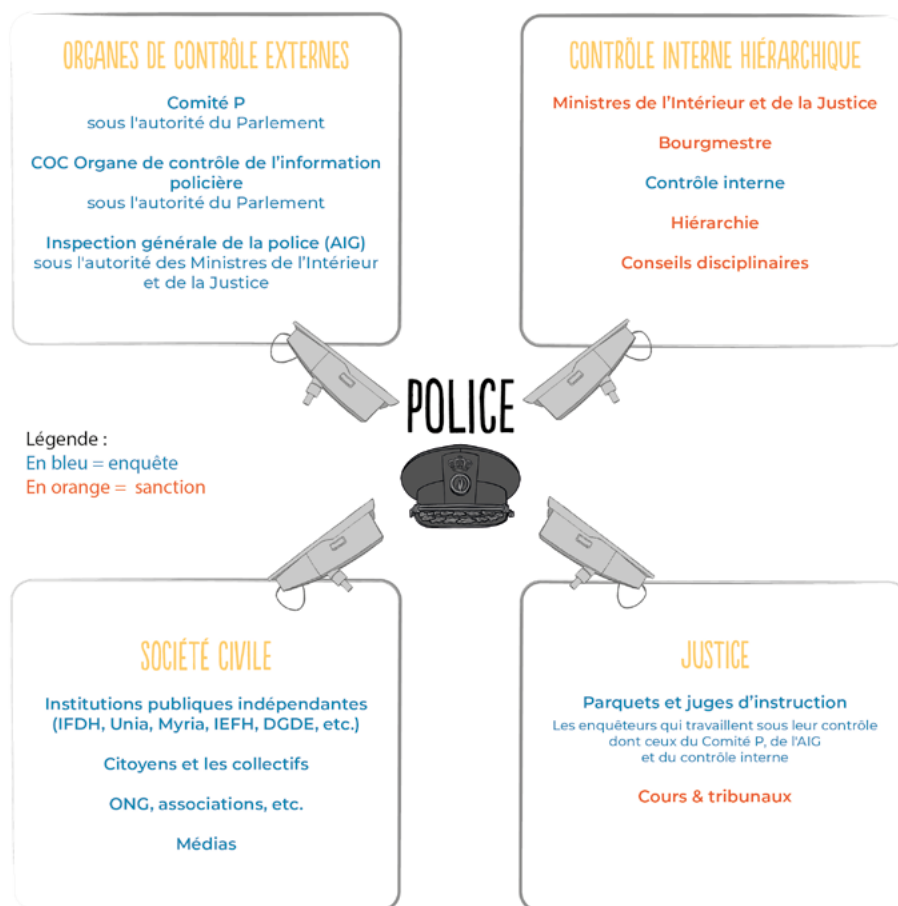 ORGANES DE CONTRÔLE EXTERNES
Comité P
sous l'autorité du Parlement
COC Organe de contrôle de l'information
policière
sous l'autorité du Parlement
Inspection générale de la police (AIG)
sous l'autorité des Ministres de l'Intérieur
et de la Justice
CONTRÔLE INTERNE HIÉRARCHIQUE
Ministres de l'Intérieur et de la Justice
Bourgmestre
Contrôle interne
Hiérarchie
Conseils disciplinaires
POLICE
Légende :
En bleu = enquête
En orange = sanction
SOCIÉTÉ CIVILE
Institutions publiques indépendantes
(IFDH, Unia, Myria, IEFH, DGDE, etc.)
Citoyens et les collectifs
ONG, associations, etc.
Médias
JUSTICE
Parquets et juges d'instruction
Les enquêteurs qui travaillent sous leur contrôle
dont ceux du Comité P, de l'AIG
et du contrôle interne
Cours & tribunaux